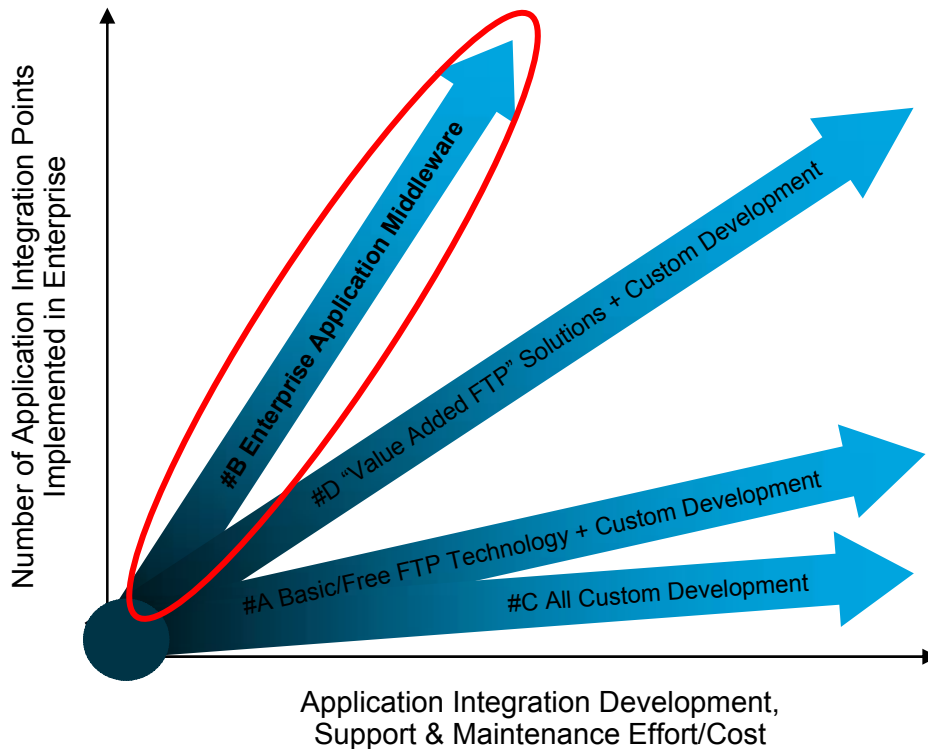 Number of Application Integration Points
Implemented in Enterprise
#B Enterprise Application Middleware
#D “Value Added FTP” Solutions + Custom Development
#A Basic/Free FTP Technology + Custom Development
#C All Custom Development
Application Integration Development,
Support & Maintenance Effort/Cost